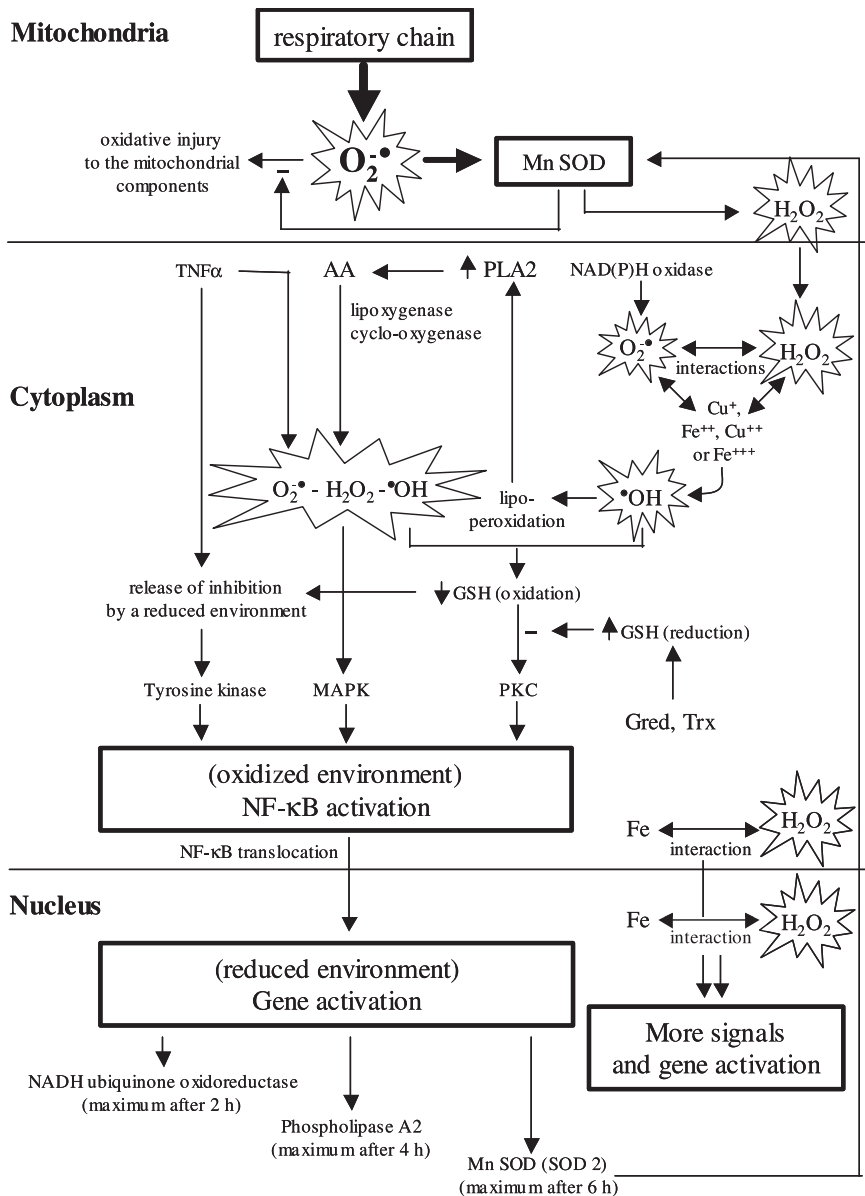 Mitochondria
respiratory chain
oxidative injury
to the mitochondrial
components
O₂⁻•
Mn SOD
H₂O₂
–
TNFα
AA
PLA2
NAD(P)H oxidase
lipoxygenase
cyclo-oxygenase
O₂⁻•
interactions
H₂O₂
Cytoplasm
Cu⁺,
Fe⁺⁺, Cu⁺⁺
or Fe⁺⁺⁺
O₂⁻• - H₂O₂ - •OH
lipo-
peroxidation
•OH
release of inhibition
by a reduced environment
GSH (oxidation)
–
GSH (reduction)
Tyrosine kinase
MAPK
PKC
Gred, Trx
(oxidized environment)
NF-κB activation
Fe
interaction
H₂O₂
NF-κB translocation
Nucleus
Fe
interaction
H₂O₂
(reduced environment)
Gene activation
More signals
and gene activation
NADH ubiquinone oxidoreductase
(maximum after 2 h)
Phospholipase A2
(maximum after 4 h)
Mn SOD (SOD 2)
(maximum after 6 h)